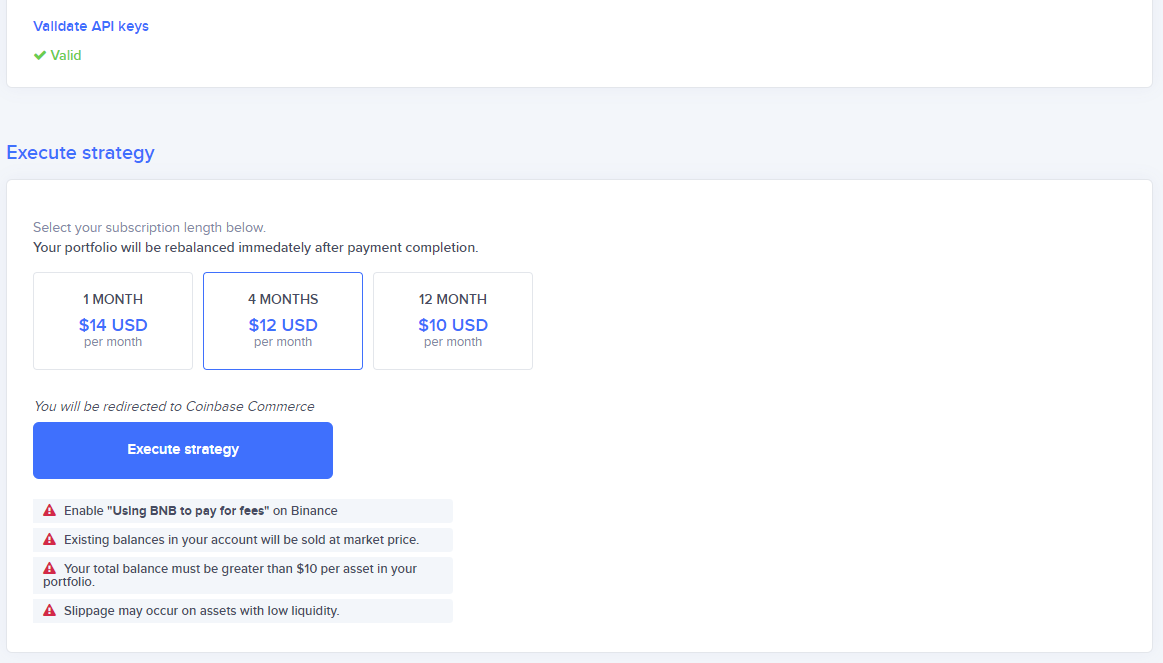 Validate API keys
Valid
Execute strategy
Select your subscription length below.
Your portfolio will be rebalanced immedately after payment completion.
1 MONTH
$14 USD
per month
4 MONTHS
$12 USD
per month
12 MONTH
$10 USD
per month
You will be redirected to Coinbase Commerce
Execute strategy
Enable "Using BNB to pay for fees" on Binance
Existing balances in your account will be sold at market price.
Your total balance must be greater than $10 per asset in your
portfolio.
Slippage may occur on assets with low liquidity.